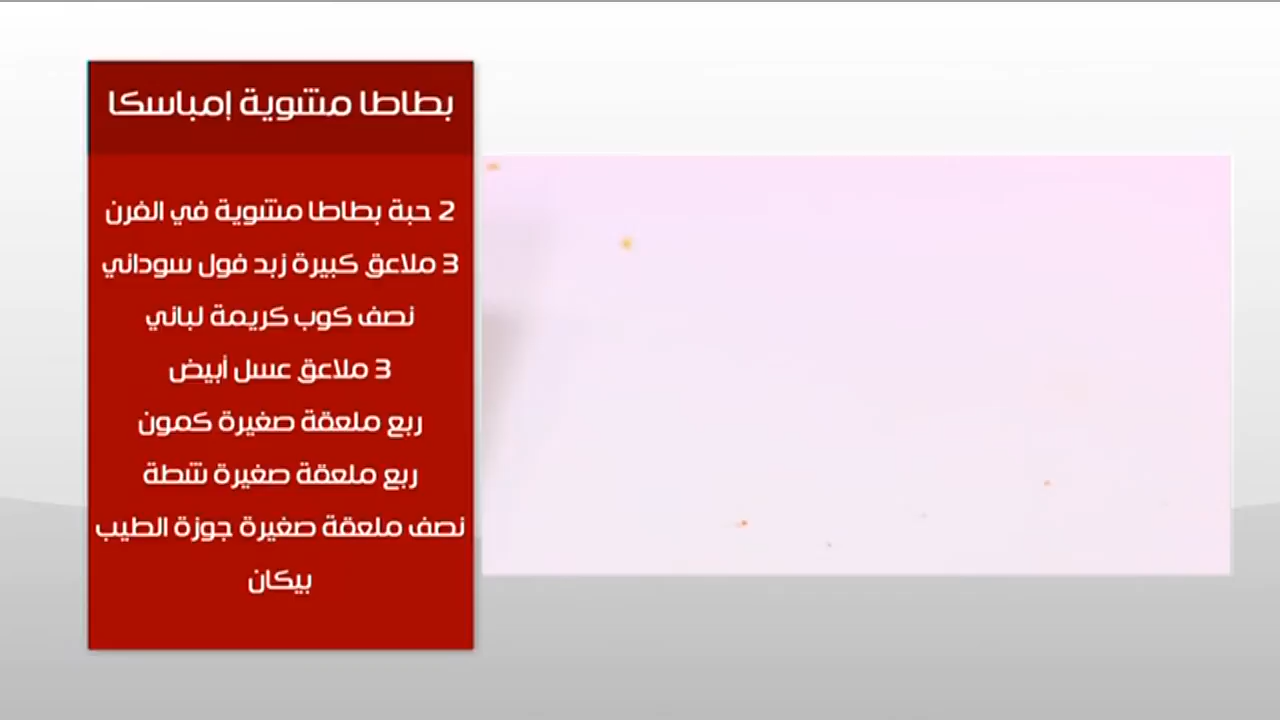 بطاطا مشوية إمباسكا
2 حبة بطاطا مشوية في الفرن
3 ملاعق كبيرة زبد فول سوداني
نصف كوب كريمة لباني
3 ملاعق عسل أبيض
ربع ملعقة صغيرة كمون
ربع ملعقة صغيرة شطة
نصف ملعقة صغيرة جوزة الطيب
بيكان